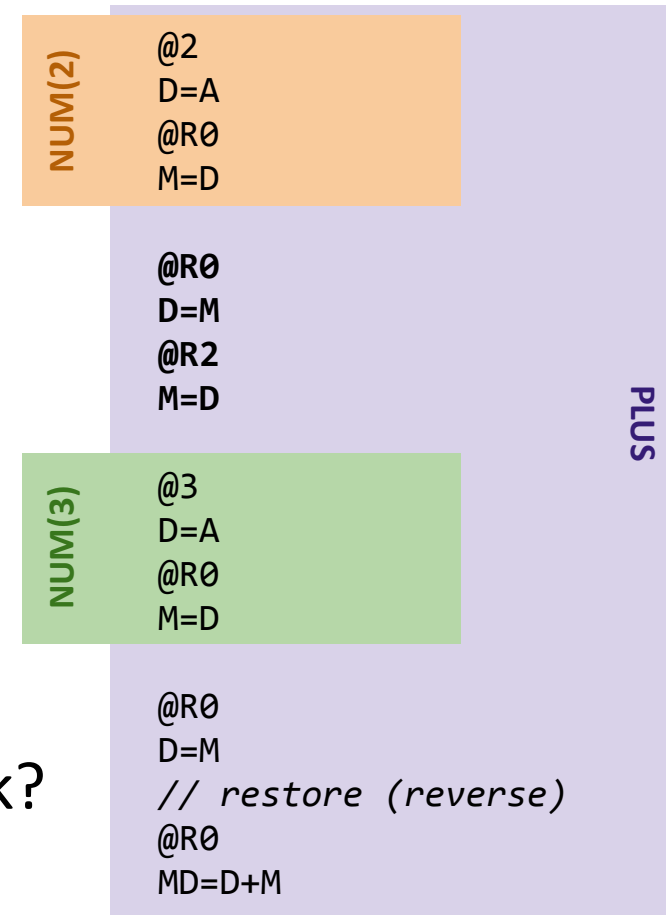 NUM(2)
@2
D=A
@R0
M=D
@R0
D=M
@R2
M=D
PLUS
NUM(3)
@3
D=A
@R0
M=D
@R0
D=M
k?
// restore (reverse)
@R0
MD=D+M